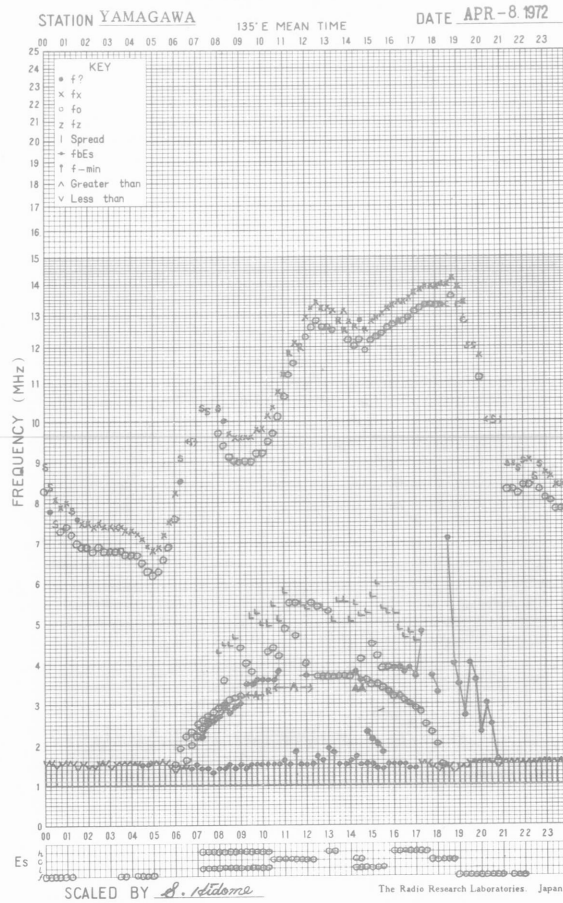 STATION YAMAGAWA
135°E MEAN TIME
DATE APR-8.1972
00 01 02 03 04 05 06 07 08 09 10 11 12 13 14 15 16 17 18 19 20 21 22 23
25
24
23
22
21
20
19
18
17
16
15
14
13
12
11
10
9
8
7
6
5
4
3
2
1
0
KEY
f?
x fx
o fo
z fz
Spread
fbEs
f-min
Greater than
Less than
FREQUENCY (MHz)
00 01 02 03 04 05 06 07 08 09 10 11 12 13 14 15 16 17 18 19 20 21 22 23
Es
SCALED BY S. Hidome
The Radio Research Laboratories. Japan